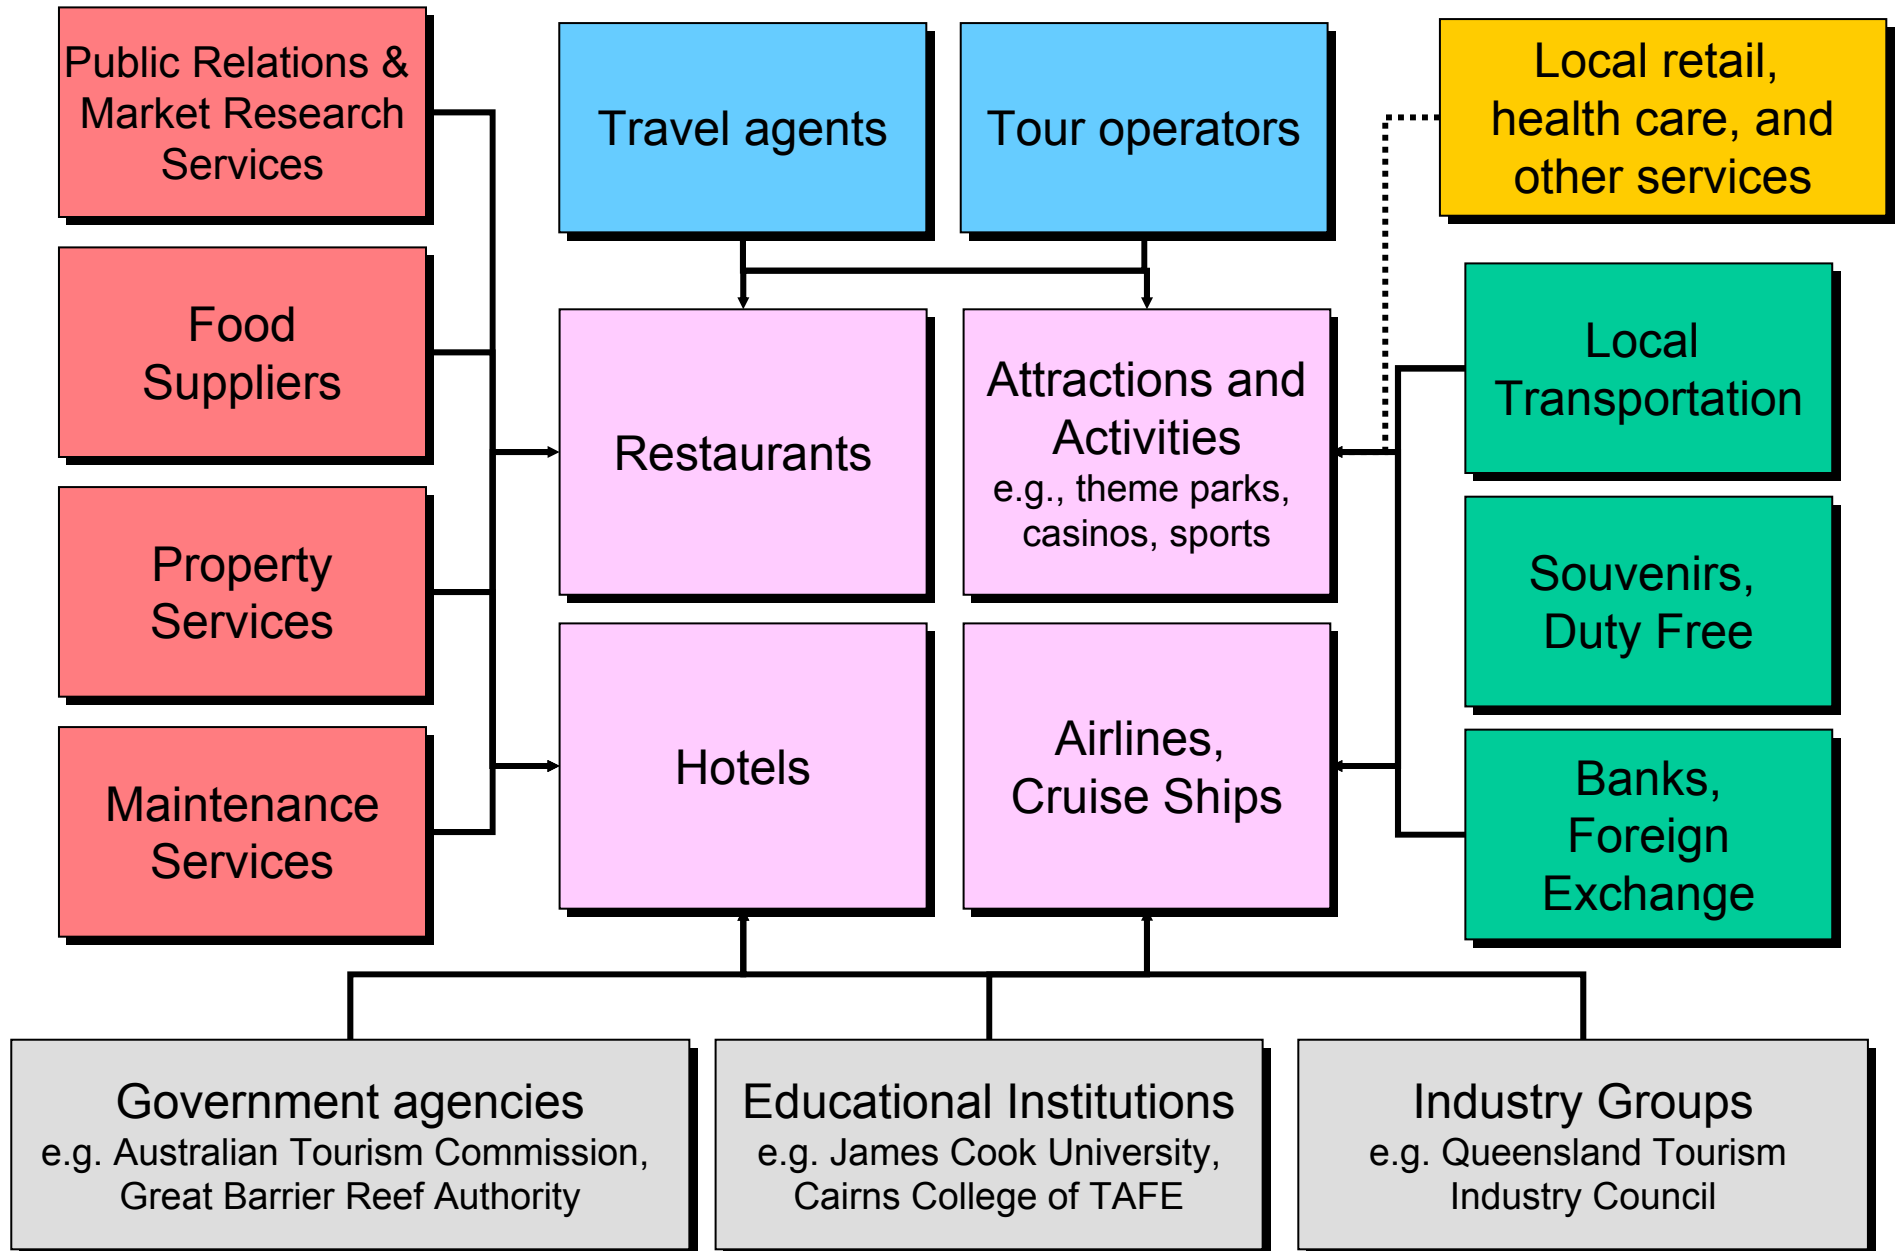 Public Relations &
Market Research
Services
Travel agents
Tour operators
Local retail,
health care, and
other services
Food
Suppliers
Local
Transportation
Restaurants
Attractions and
Activities
e.g., theme parks,
casinos, sports
Property
Services
Souvenirs,
Duty Free
Maintenance
Services
Hotels
Airlines,
Cruise Ships
Banks,
Foreign
Exchange
Government agencies
e.g. Australian Tourism Commission,
Great Barrier Reef Authority
Educational Institutions
e.g. James Cook University,
Cairns College of TAFE
Industry Groups
e.g. Queensland Tourism
Industry Council